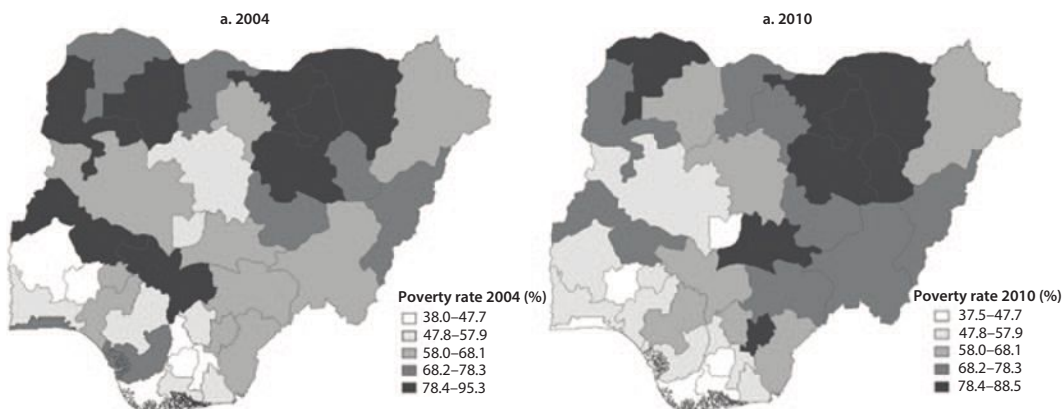 a. 2004
a. 2010
Poverty rate 2004 (%)
38.0–47.7
47.8–57.9
58.0–68.1
68.2–78.3
78.4–95.3
Poverty rate 2010 (%)
37.5–47.7
47.8–57.9
58.0–68.1
68.2–78.3
78.4–88.5